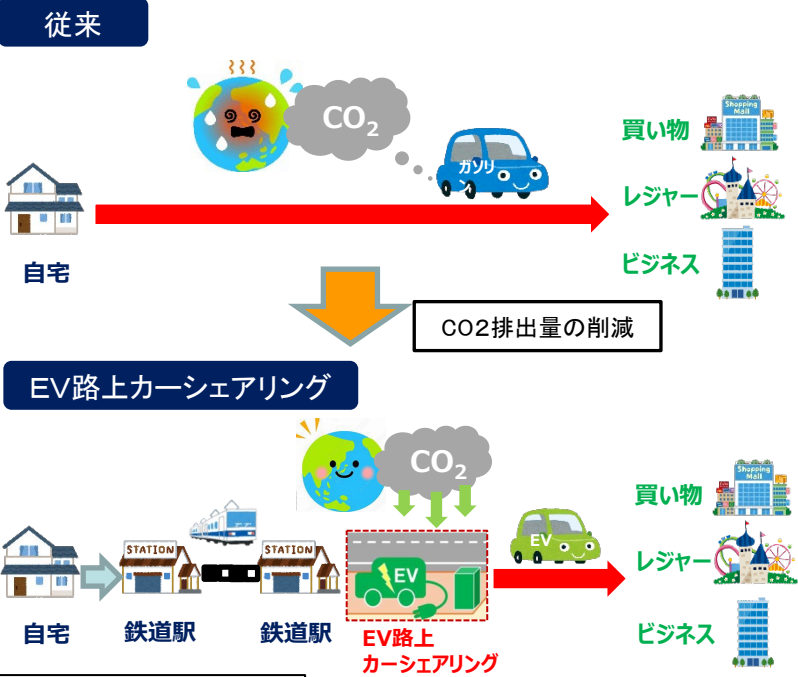 従来
CO2
ガソリ
ン
Shopping
Mall
買い物
レジャー
ビジネス
自宅
CO2排出量の削減
EV路上カーシェアリング
CO2
Shopping
Mall
買い物
レジャー
ビジネス
STATION
STATION
EV
EV
自宅
鉄道駅
鉄道駅
EV路上
カーシェアリング